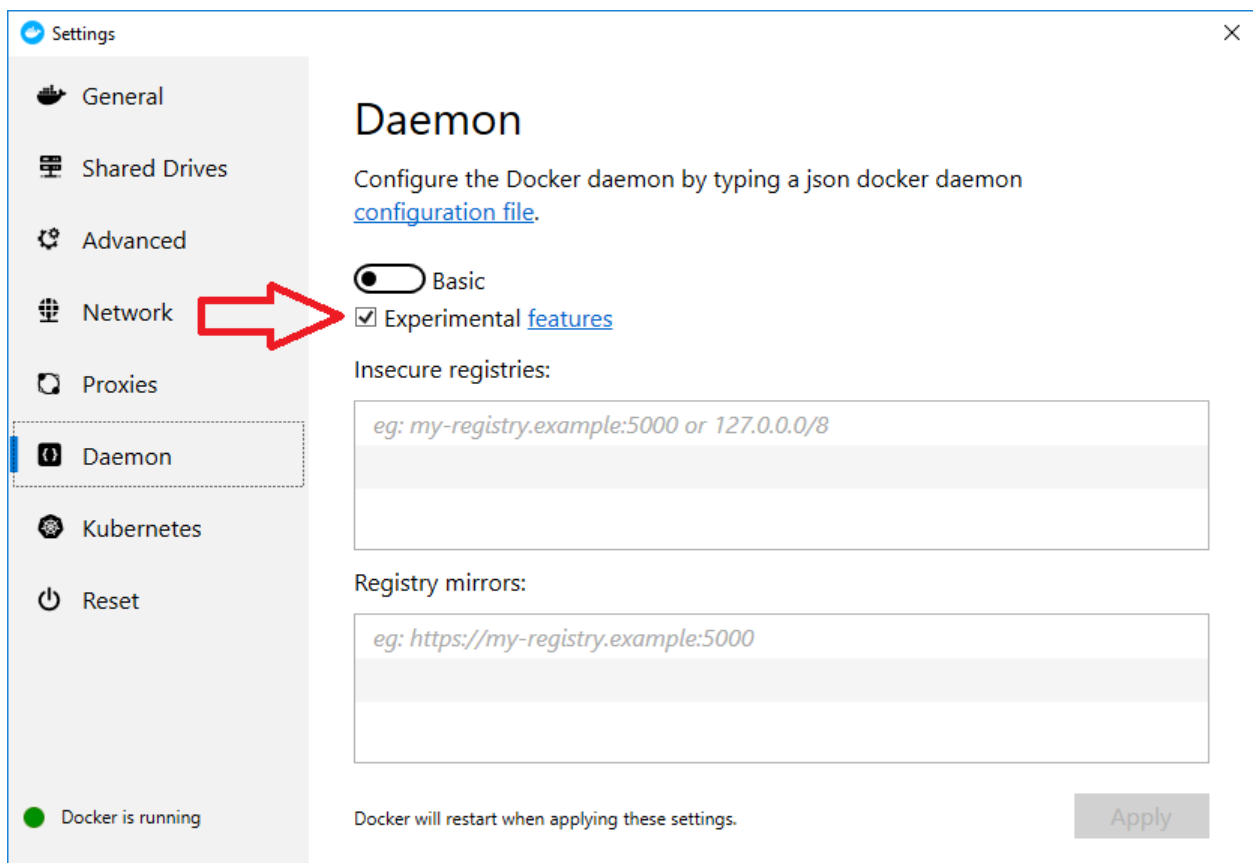 Settings
General
Shared Drives
Advanced
Network
Proxies
Daemon
Kubernetes
Reset
Docker is running
Daemon
Configure the Docker daemon by typing a json docker daemon
configuration file.
Basic
Experimental features
Insecure registries:
eg: my-registry.example:5000 or 127.0.0.0/8
Registry mirrors:
eg: https://my-registry.example:5000
Docker will restart when applying these settings.
Apply